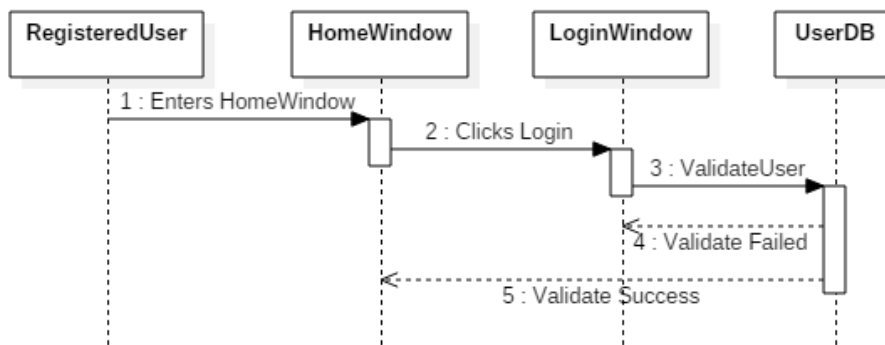 RegisteredUser
HomeWindow
LoginWindow
UserDB
1 : Enters HomeWindow
2 : Clicks Login
3 : ValidateUser
4 : Validate Failed
5 : Validate Success